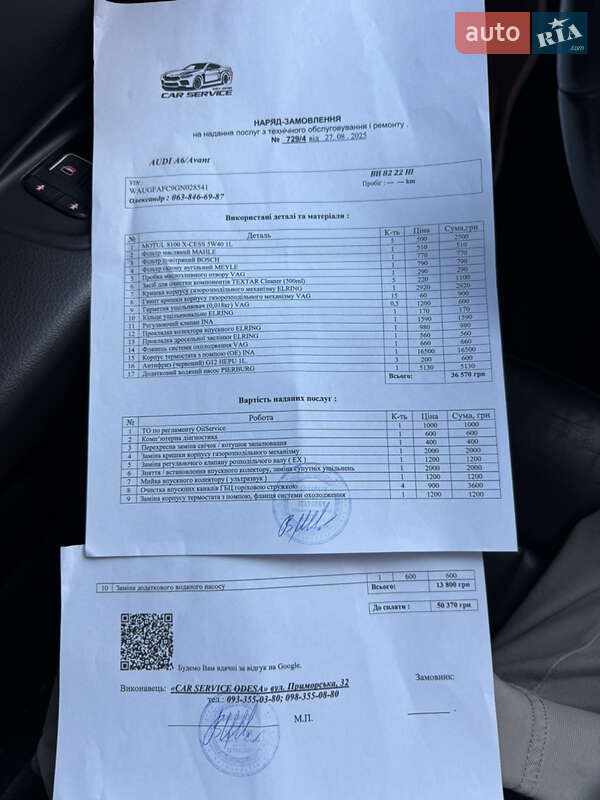 auto RIA .com
CAR SERVICE
НАРЯД-ЗАМОВЛЕННЯ
на надання послуг з технічного обслуговування і ремонту .
№ 729/4 від 27. 08 .2025
AUDI A6/Avant
VIN :
WAUGFAFC9GN028541
BH 82 22 HI
Пробіг : — — km
Олександр : 063-846-69-87
Використані деталі та матеріали :
№ Деталь К-ть Ціна Сума,грн
1 MOTUL 8100 X-CESS 5W40 1L 5 500 2500
2 Фільтр масляний MAHLE 1 510 510
3 Фільтр повітряний BOSCH 1 770 770
4 Фільтр салону вугільний MEYLE 1 790 790
5 Пробка маслозливного отвору VAG 1 290 290
6 Засіб для очистки компонентів TEXTAR Cleaner (500ml) 5 220 1100
7 Кришка корпусу газорозподільного механізму ELRING 1 2920 2920
8 Гвинт кришки корпусу газорозподільного механізму VAG 15 60 900
9 Герметик ущільнювач (0,018кг) VAG 0,5 1200 600
10 Кільце ущільнювальне ELRING 1 170 170
11 Регулюючий клапан INA 1 1590 1590
12 Прокладка колектора впускного ELRING 1 980 980
13 Прокладка дросельної заслінки ELRING 1 560 560
14 Фланець системи охолодження VAG 1 660 660
15 Корпус термостата з помпою (OE) INA 1 16500 16500
16 Антифриз (червоний) G12 HEPU 1L. 3 200 600
17 Додатковий водяний насос PIERBURG 1 5130 5130
Всього: 36 570 грн
Вартість наданих послуг :
№ Робота К-ть Ціна Сума, грн
1 ТО по регламенту OilService 1 1000 1000
2 Комп'ютерна діагностика 1 600 600
3 Перехресна заміна свічок / котушок запалювання 1 400 400
4 Заміна кришки корпусу газорозподільного механізму 1 2000 2000
5 Заміна регулюючого клапану розподільчого валу ( EX ) 1 1200 1200
6 Зняття / встановлення впускного колектору, заміна супутніх ущільнень 1 2000 2000
7 Мийка впускного колектору ( ультразвук ) 1 1200 1200
8 Очистка впускних каналів ГБЦ горіховою стружкою 4 900 3600
9 Заміна корпусу термостату з помпою, фланця системи охолодження 1 1200 1200
10 Заміна додаткового водяного насосу 1 600 600
Всього: 13 800 грн
До сплати : 50 370 грн
Будемо Вам вдячні за відгук на Google.
Виконавець: «CAR SERVICE ODESA» вул. Приморська, 32
Замовник:
тел.: 093-355-03-80; 098-355-08-80
М.П.